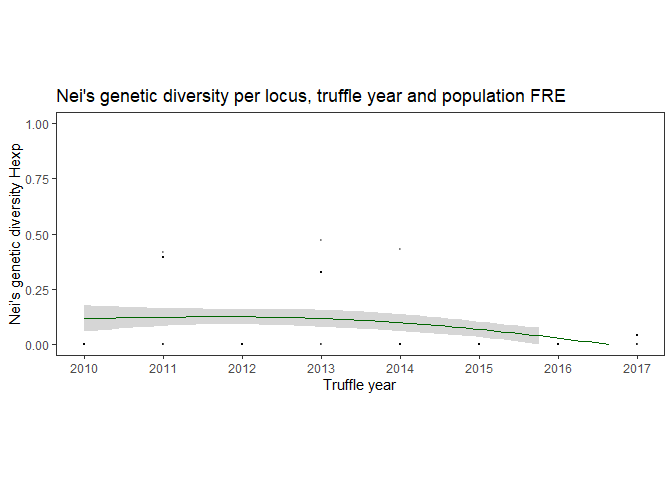 Nei's genetic diversity per locus, truffle year and population FRE
Nei's genetic diversity Hexp
1.00
0.75
0.50
0.25
0.00
2010 2011 2012 2013 2014 2015 2016 2017
Truffle year